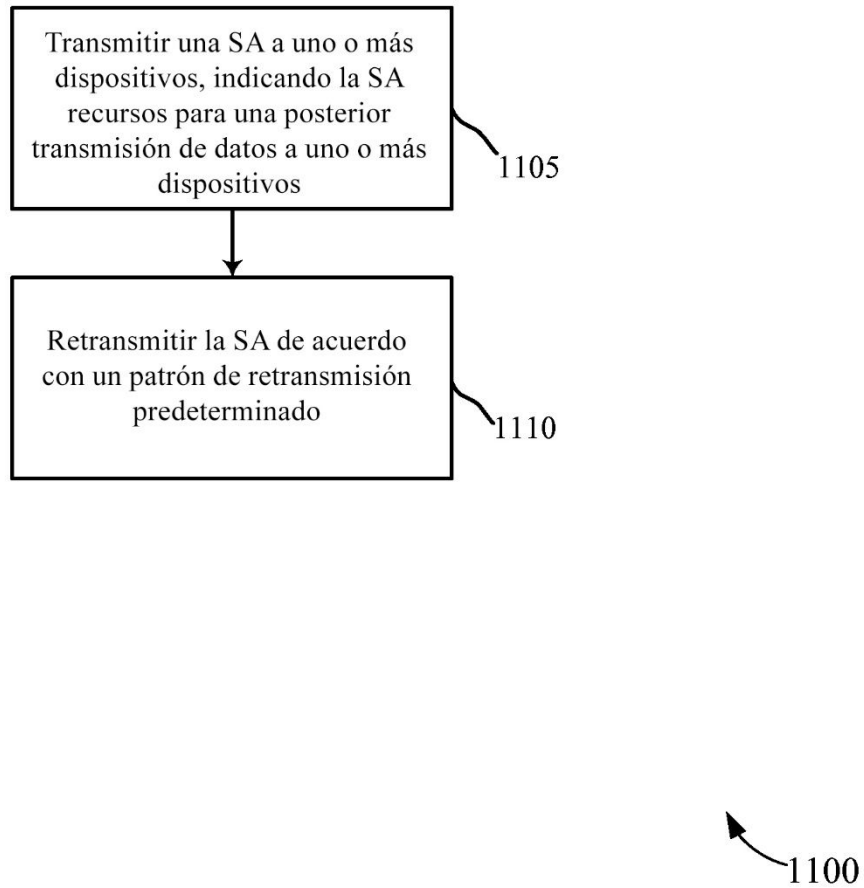 Transmitir una SA a uno o más
dispositivos, indicando la SA
recursos para una posterior
transmisión de datos a uno o más
dispositivos
1105
Retransmitir la SA de acuerdo
con un patrón de retransmisión
predeterminado
1110
1100